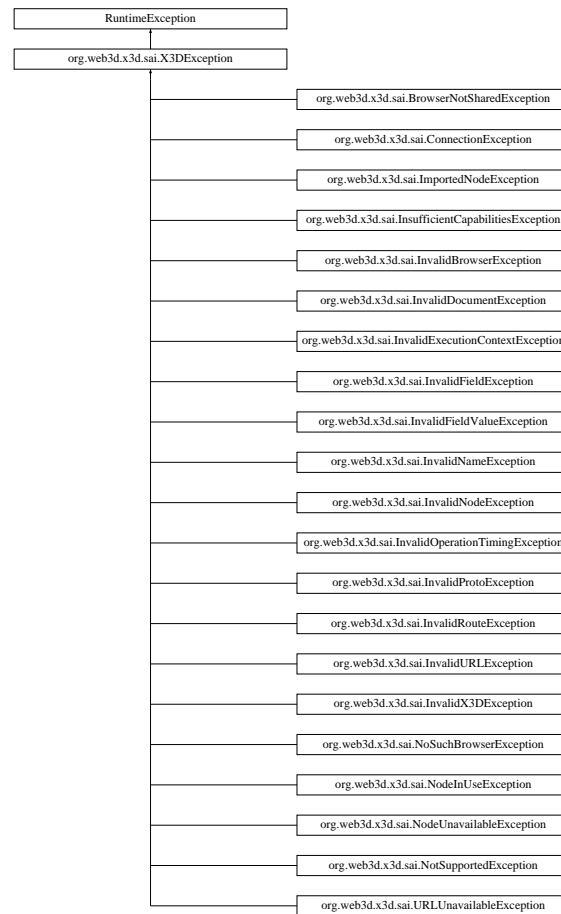 RuntimeException
org.web3d.x3d.sai.X3DException
org.web3d.x3d.sai.BrowserNotSharedException
org.web3d.x3d.sai.ConnectionException
org.web3d.x3d.sai.ImportedNodeException
org.web3d.x3d.sai.InsufficientCapabilitiesException
org.web3d.x3d.sai.InvalidBrowserException
org.web3d.x3d.sai.InvalidDocumentException
org.web3d.x3d.sai.InvalidExecutionContextException
org.web3d.x3d.sai.InvalidFieldException
org.web3d.x3d.sai.InvalidFieldValueException
org.web3d.x3d.sai.InvalidNameException
org.web3d.x3d.sai.InvalidNodeException
org.web3d.x3d.sai.InvalidOperationTimingException
org.web3d.x3d.sai.InvalidProtoException
org.web3d.x3d.sai.InvalidRouteException
org.web3d.x3d.sai.InvalidURLException
org.web3d.x3d.sai.InvalidX3DException
org.web3d.x3d.sai.NoSuchBrowserException
org.web3d.x3d.sai.NodeInUseException
org.web3d.x3d.sai.NodeUnavailableException
org.web3d.x3d.sai.NotSupportedException
org.web3d.x3d.sai.URLUnavailableException